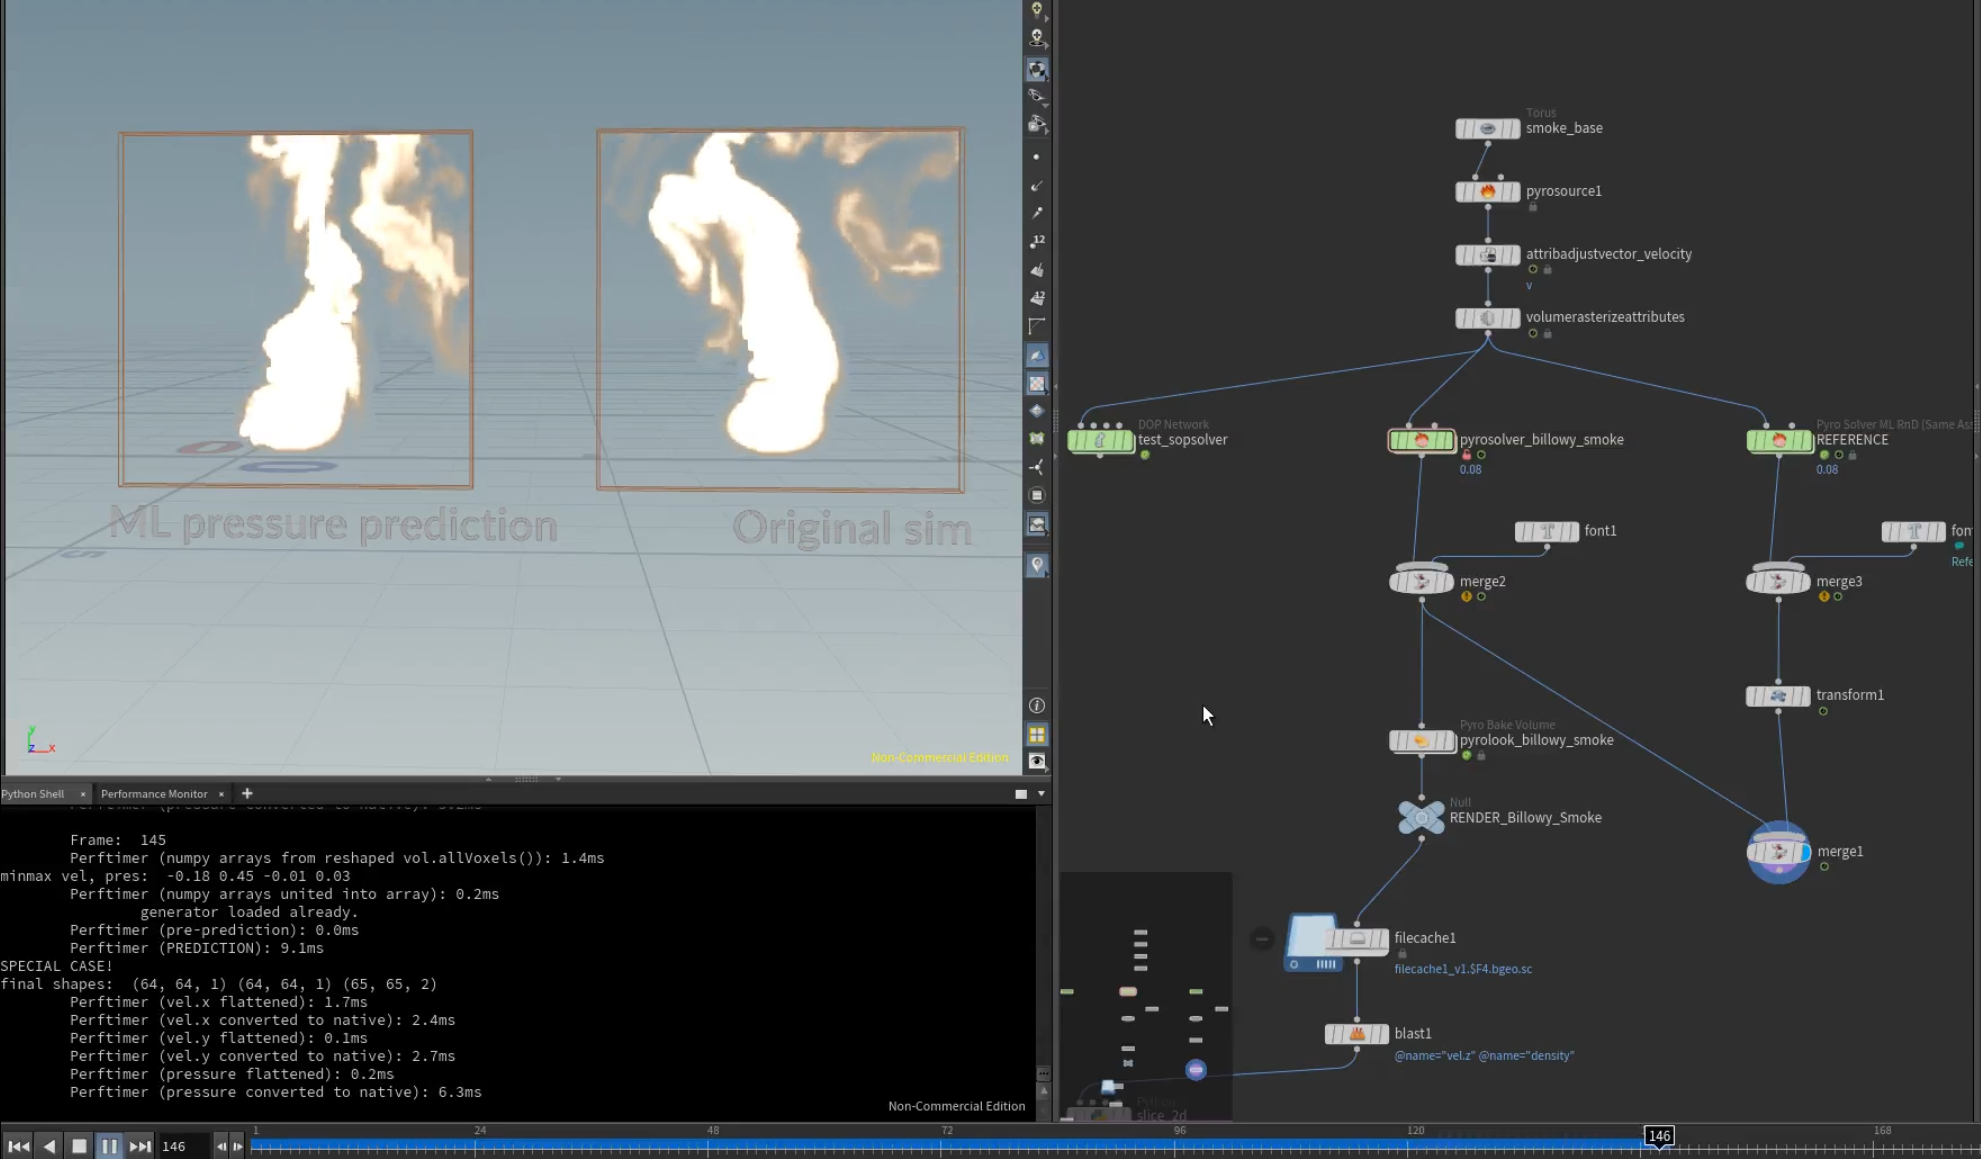 ML pressure prediction
Original sim
Non-Commercial Edition
y
z
x
12
12
Torus
smoke_base
pyrosource1
attribadjustvector_velocity
v
volumerasterizeattributes
DOP Network
test_sopsolver
pyrosolver_billowy_smoke
0.08
Pyro Solver ML RnD (Same As
REFERENCE
0.08
font1
fon
Refe
merge2
merge3
transform1
Pyro Bake Volume
pyrolook_billowy_smoke
Null
RENDER_Billowy_Smoke
merge1
filecache1
filecache1_v1.$F4.bgeo.sc
blast1
@name="vel.z" @name="density"
slice_2d
Python Shell
Performance Monitor
Frame: 145
Perftimer (numpy arrays from reshaped vol.allVoxels()): 1.4ms
minmax vel, pres: -0.18 0.45 -0.01 0.03
Perftimer (numpy arrays united into array): 0.2ms
generator loaded already.
Perftimer (pre-prediction): 0.0ms
Perftimer (PREDICTION): 9.1ms
SPECIAL CASE!
final shapes: (64, 64, 1) (64, 64, 1) (65, 65, 2)
Perftimer (vel.x flattened): 1.7ms
Perftimer (vel.x converted to native): 2.4ms
Perftimer (vel.y flattened): 0.1ms
Perftimer (vel.y converted to native): 2.7ms
Perftimer (pressure flattened): 0.2ms
Perftimer (pressure converted to native): 6.3ms
Non-Commercial Edition
146
1
24
48
72
96
120
146
168